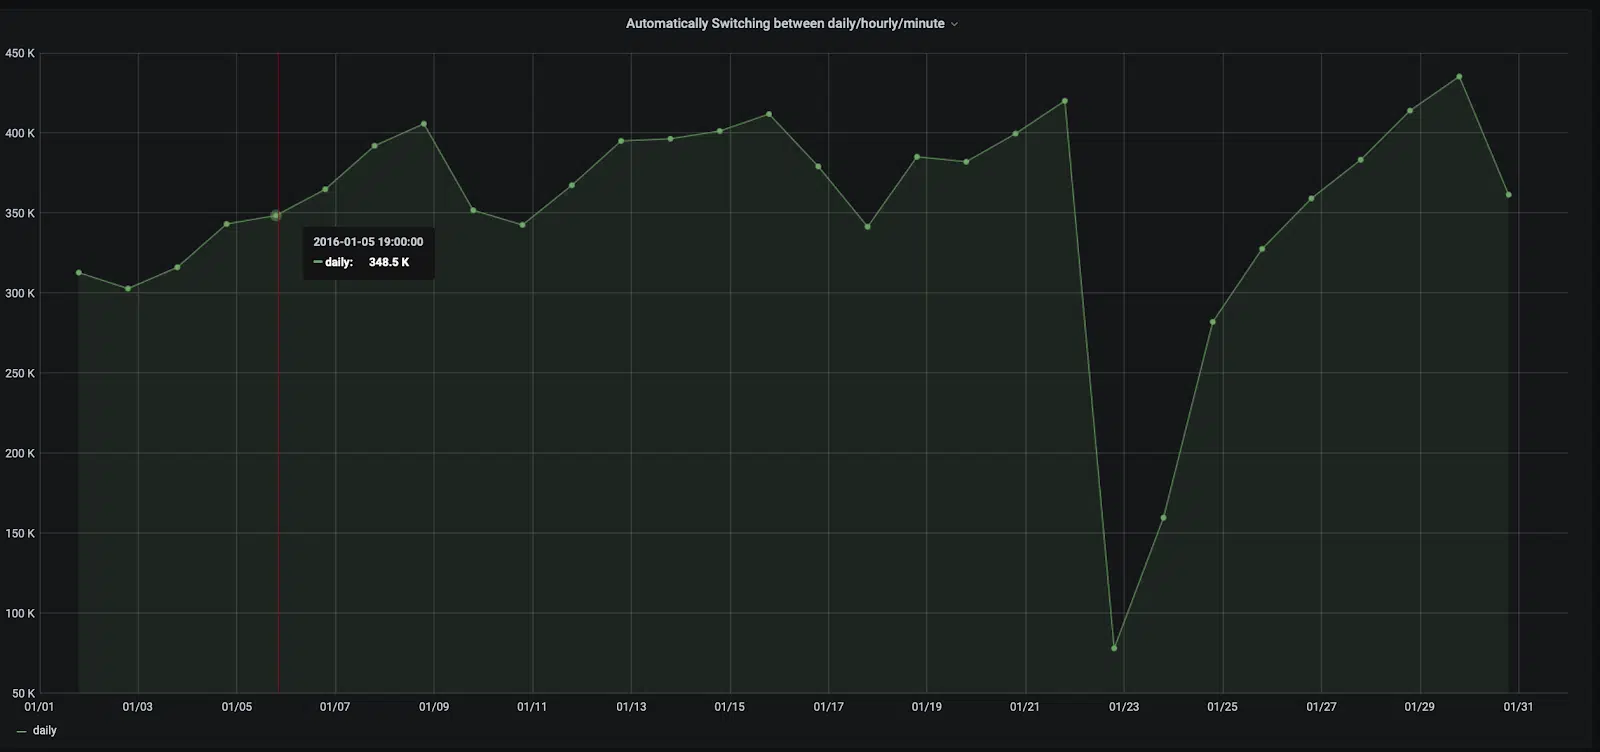 Automatically Switching between daily/hourly/minute
450 K
400 K
350 K
300 K
250 K
200 K
150 K
100 K
50 K
2016-01-05 19:00:00
daily: 348.5 K
01/01 01/03 01/05 01/07 01/09 01/11 01/13 01/15 01/17 01/19 01/21 01/23 01/25 01/27 01/29 01/31
daily